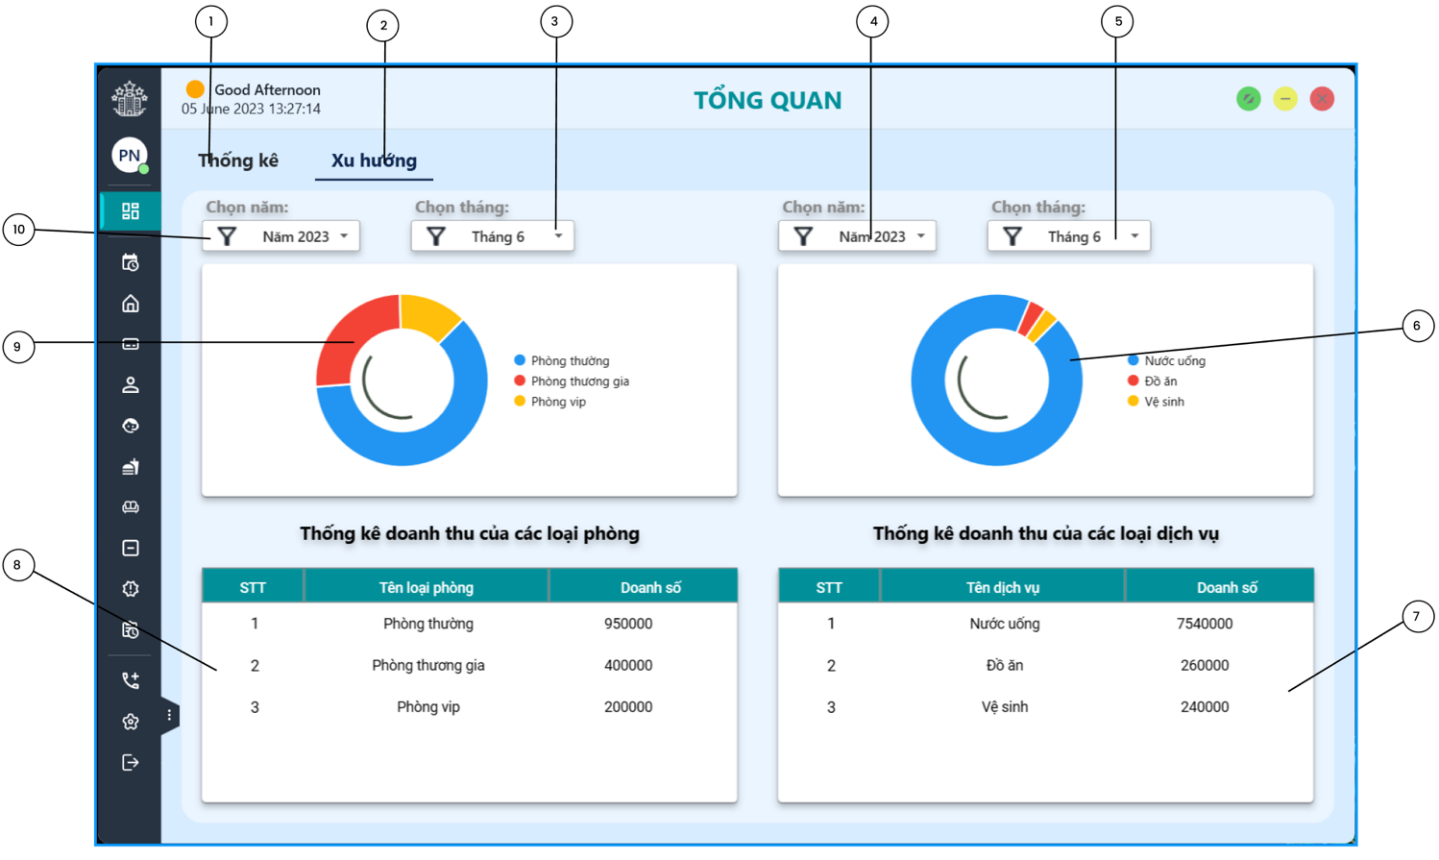 1
2
3
4
5
Good Afternoon
05 June 2023 13:27:14
TỔNG QUAN
PN
Thống kê
Xu hướng
Chọn năm:
Chọn tháng:
Chọn năm:
Chọn tháng:
10
Năm 2023
Tháng 6
Năm 2023
Tháng 6
6
9
Phòng thường
Phòng thương gia
Phòng vip
Nước uống
Đồ ăn
Vệ sinh
Thống kê doanh thu của các loại phòng
Thống kê doanh thu của các loại dịch vụ
8
STT Tên loại phòng Doanh số
1 Phòng thường 950000
2 Phòng thương gia 400000
3 Phòng vip 200000
STT Tên dịch vụ Doanh số
1 Nước uống 7540000
2 Đồ ăn 260000
3 Vệ sinh 240000
7